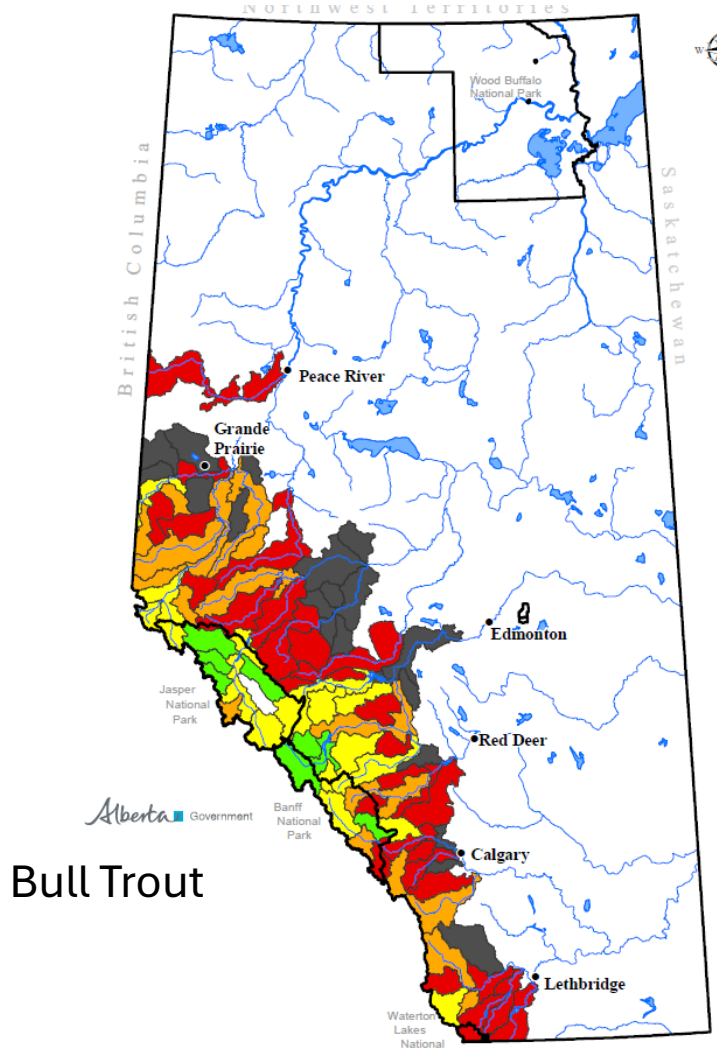 Northwest Territories
W
Wood Buffalo
National Park
British Columbia
Saskatchewan
Peace River
Grande
Prairie
Edmonton
Jasper
National
Park
Red Deer
Alberta Government
Banff
National
Park
Calgary
Bull Trout
Lethbridge
Waterton
Lakes
National